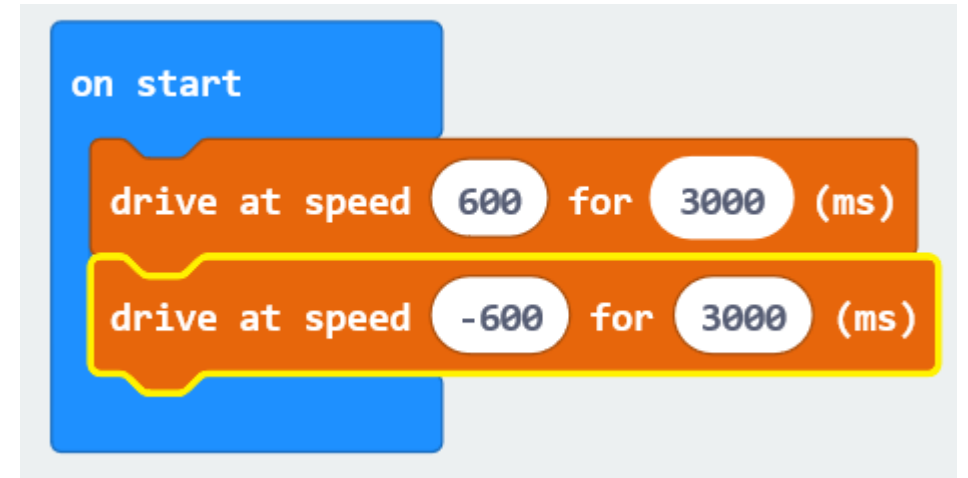 on start
drive at speed 600 for 3000 (ms)
drive at speed -600 for 3000 (ms)